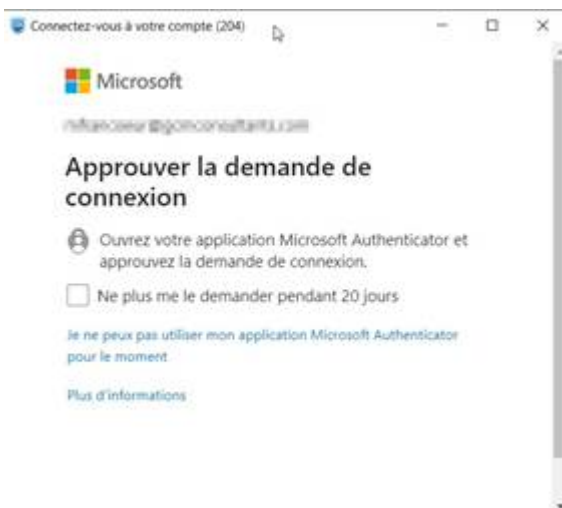 Connectez-vous à votre compte (204)
Microsoft
Approuver la demande de
connexion
Ouvrez votre application Microsoft Authenticator et
approuvez la demande de connexion.
Ne plus me le demander pendant 20 jours
Je ne peux pas utiliser mon application Microsoft Authenticator
pour le moment
Plus d'informations